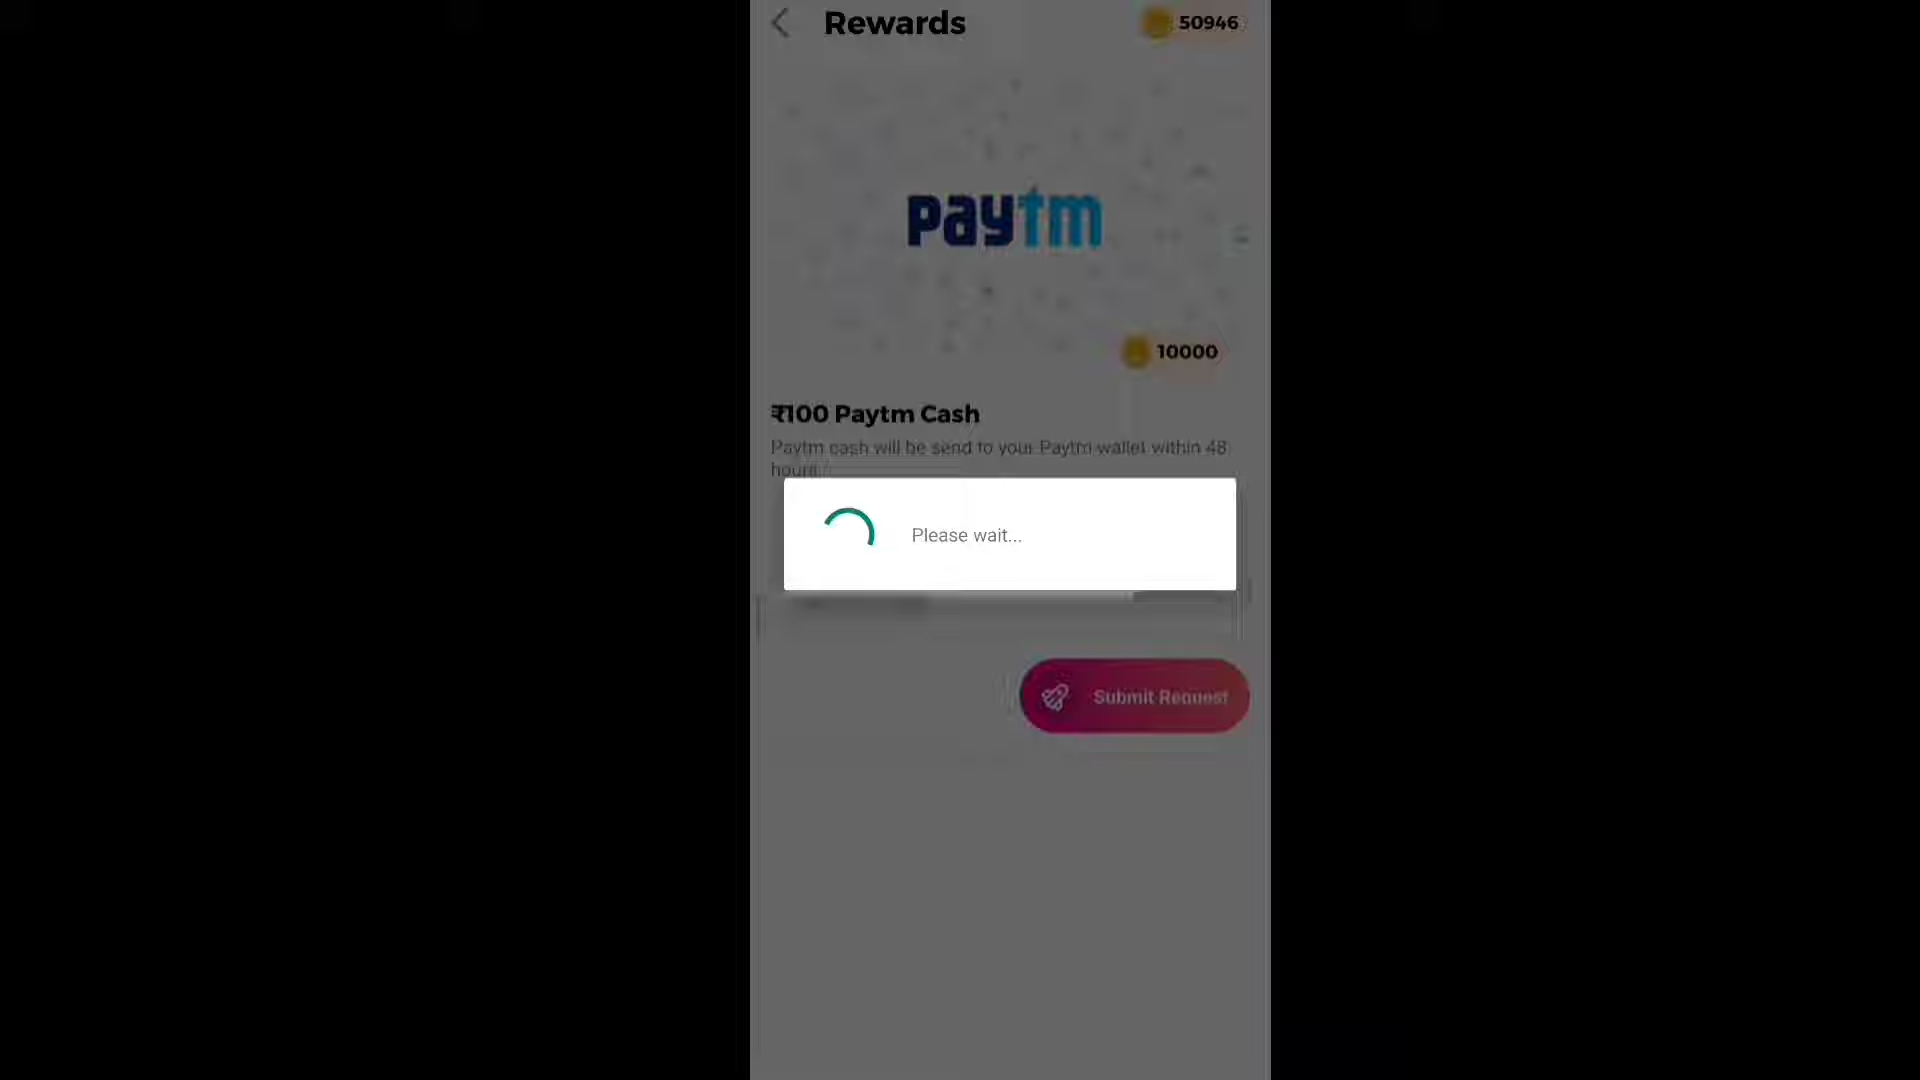 Rewards
50946
paytm
10000
₹100 Paytm Cash
Paytm cash will be send to your Paytm wallet within 48
hours
Please wait...
Submit Request